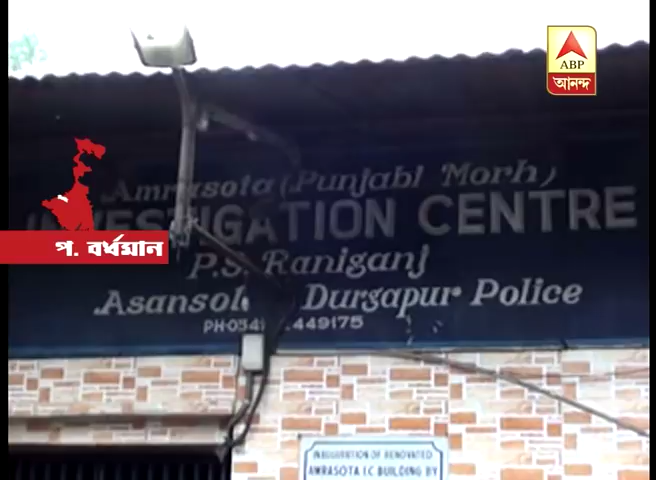 ABP
আনন্দ
Amrasota (Punjabi Morh)
INVESTIGATION CENTRE
প. বর্ধমান
P.S. Raniganj
Asansol Durgapur Police
449175
INAUGURATION OF RENOVATED
AMRASOTA I.C BUILDING BY